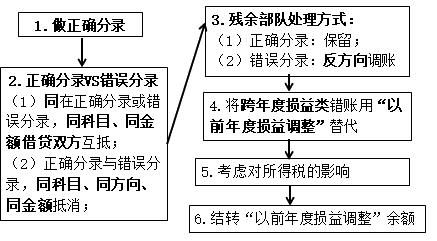 1.做正确分录
2.正确分录VS错误分录
（1）同在正确分录或错
误分录，同科目、同金
额借贷双方互抵；
（2）正确分录与错误分
录，同科目、同方向、
同金额抵消；
3.残余部队处理方式：
（1）正确分录：保留；
（2）错误分录：反方向调账
4.将跨年度损益类错账用“以
前年度损益调整”替代
5.考虑对所得税的影响
6.结转“以前年度损益调整”余额